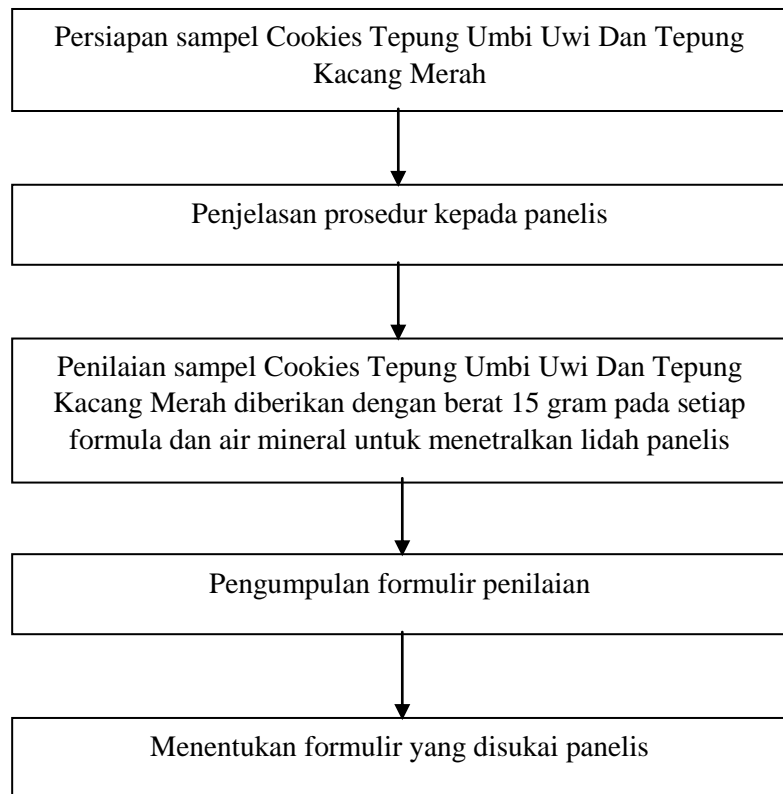 Persiapan sampel Cookies Tepung Umbi Uwi Dan Tepung
Kacang Merah
Penjelasan prosedur kepada panelis
Penilaian sampel Cookies Tepung Umbi Uwi Dan Tepung
Kacang Merah diberikan dengan berat 15 gram pada setiap
formula dan air mineral untuk menetralkan lidah panelis
Pengumpulan formulir penilaian
Menentukan formulir yang disukai panelis